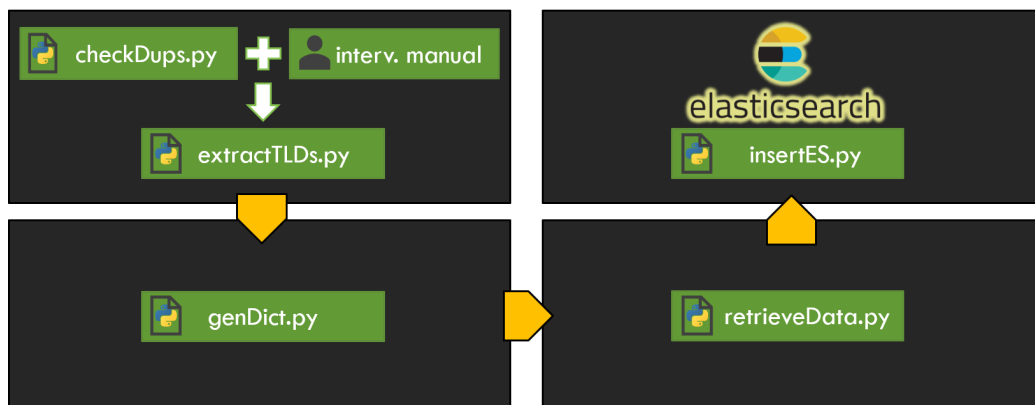 checkDups.py
interv. manual
extractTLDs.py
elasticsearch
insertES.py
genDict.py
retrieveData.py